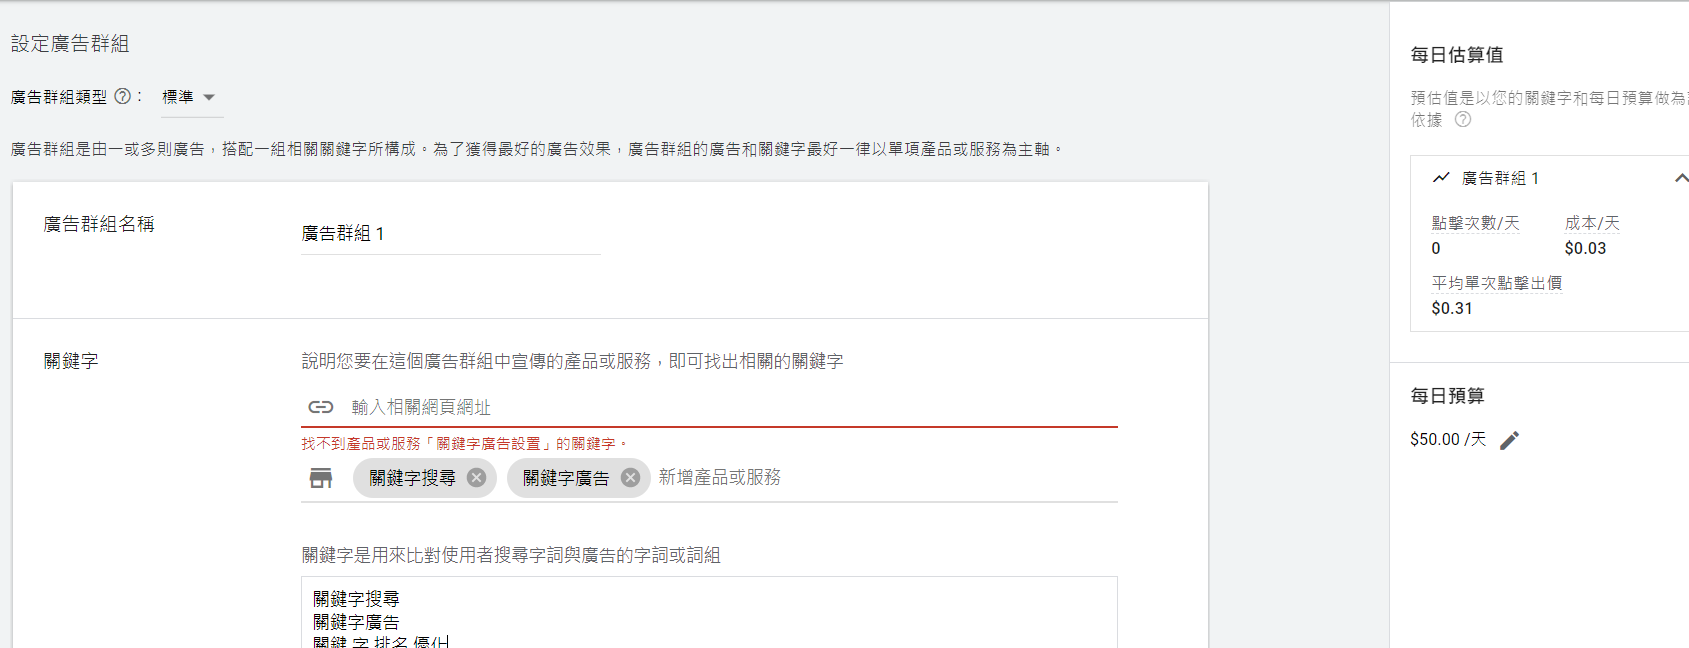 設定廣告群組
廣告群組類型 ? : 標準
廣告群組是由一或多則廣告，搭配一組相關關鍵字所構成。為了獲得最好的廣告效果，廣告群組的廣告和關鍵字最好一律以單項產品或服務為主軸。
廣告群組名稱
廣告群組 1
關鍵字
說明您要在這個廣告群組中宣傳的產品或服務，即可找出相關的關鍵字
輸入相關網頁網址
找不到產品或服務「關鍵字廣告設置」的關鍵字。
關鍵字搜尋 關鍵字廣告 新增產品或服務
關鍵字是用來比對使用者搜尋字詞與廣告的字詞或詞組
關鍵字搜尋
關鍵字廣告
關鍵 字 排名 優化
每日估算值
預估值是以您的關鍵字和每日預算做為
依據 ?
廣告群組 1
點擊次數/天 成本/天
0 $0.03
平均單次點擊出價
$0.31
每日預算
$50.00 /天